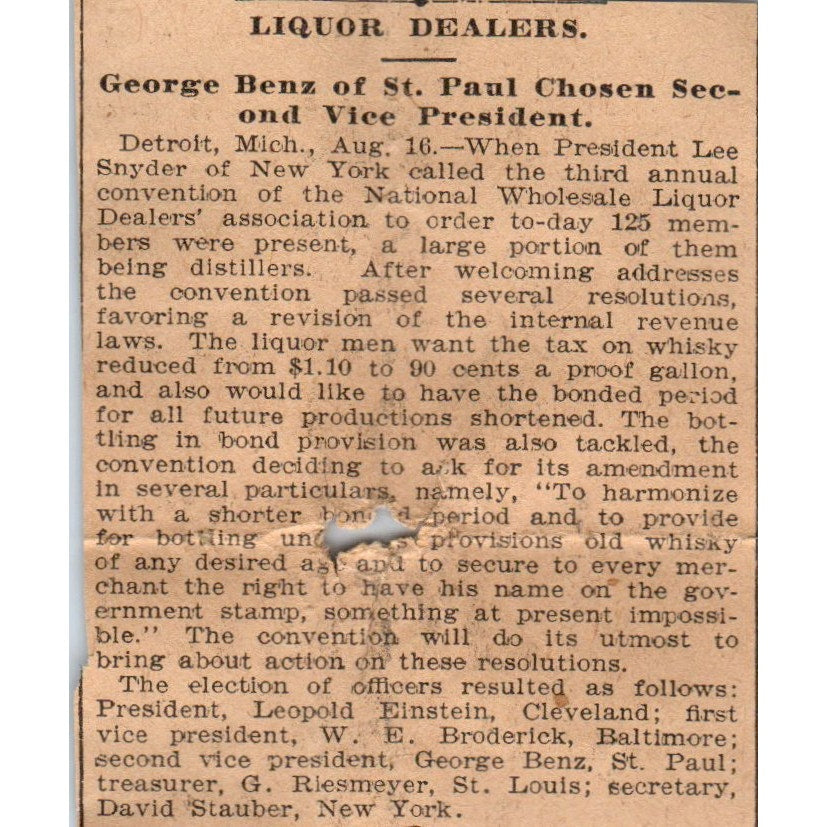 LIQUOR DEALERS.
George Benz of St. Paul Chosen Sec-
ond Vice President.
Detroit, Mich., Aug. 16.—When President Lee
Snyder of New York called the third annual
convention of the National Wholesale Liquor
Dealers' association to order to-day 125 mem-
bers were present, a large portion of them
being distillers. After welcoming addresses
the convention passed several resolutions,
favoring a revision of the internal revenue
laws. The liquor men want the tax on whisky
reduced from $1.10 to 90 cents a proof gallon,
and also would like to have the bonded period
for all future productions shortened. The bot-
tling in bond provision was also tackled, the
convention deciding to ask for its amendment
in several particulars, namely, "To harmonize
with a shorter bonded period and to provide
for bottling provisions old whisky
of any desired age and to secure to every mer-
chant the right to have his name on the gov-
ernment stamp, something at present impossi-
ble." The convention will do its utmost to
bring about action on these resolutions.
The election of officers resulted as follows:
President, Leopold Einstein, Cleveland; first
vice president, W. E. Broderick, Baltimore;
second vice president, George Benz, St. Paul;
treasurer, G. Riesmeyer, St. Louis; secretary,
David Stauber, New York.